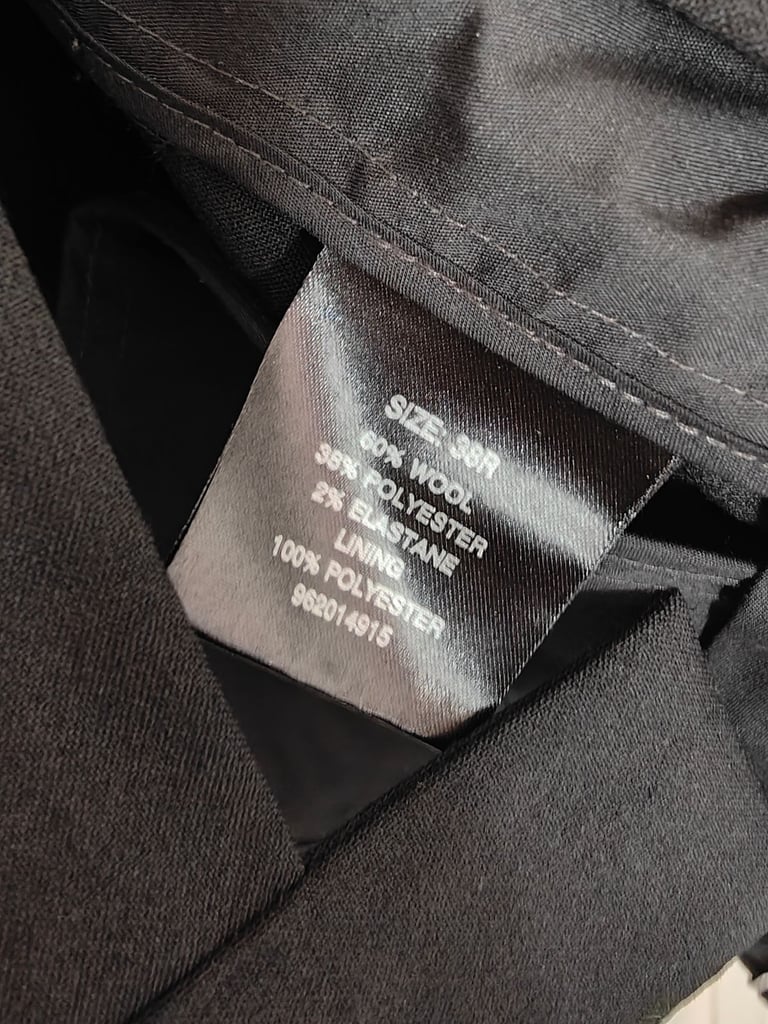 SIZE: 38R
60% WOOL
38% POLYESTER
2% ELASTANE
LINING
100% POLYESTER
962014915